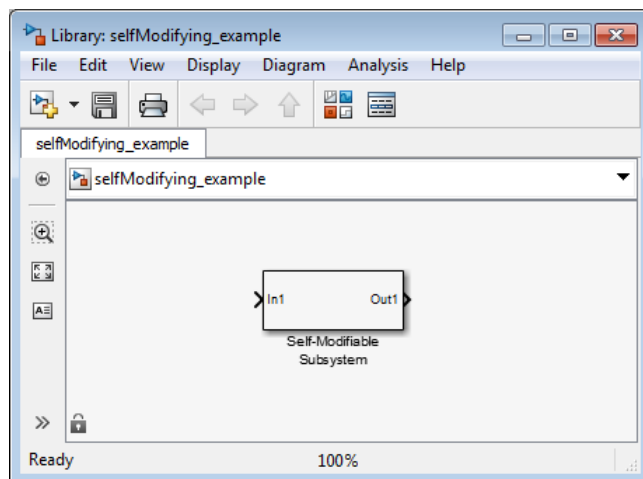 Library: selfModifying_example
File Edit View Display Diagram Analysis Help
selfModifying_example
selfModifying_example
In1 Out1
Self-Modifiable
Subsystem
Ready 100%